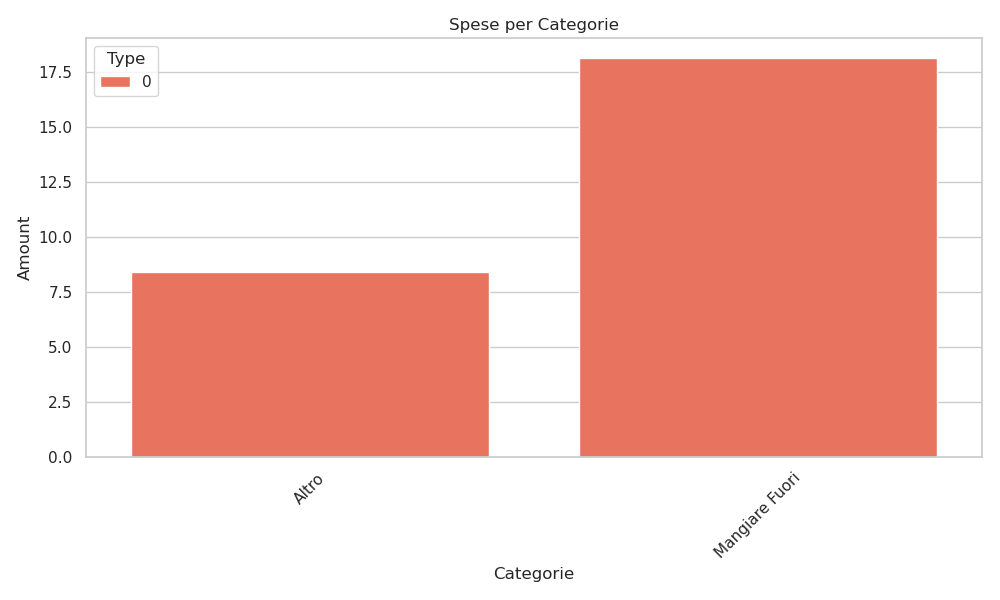 Spese per Categorie
Type
0
17.5
15.0
12.5
10.0
7.5
5.0
2.5
0.0
Amount
Altro
Mangiare Fuori
Categorie